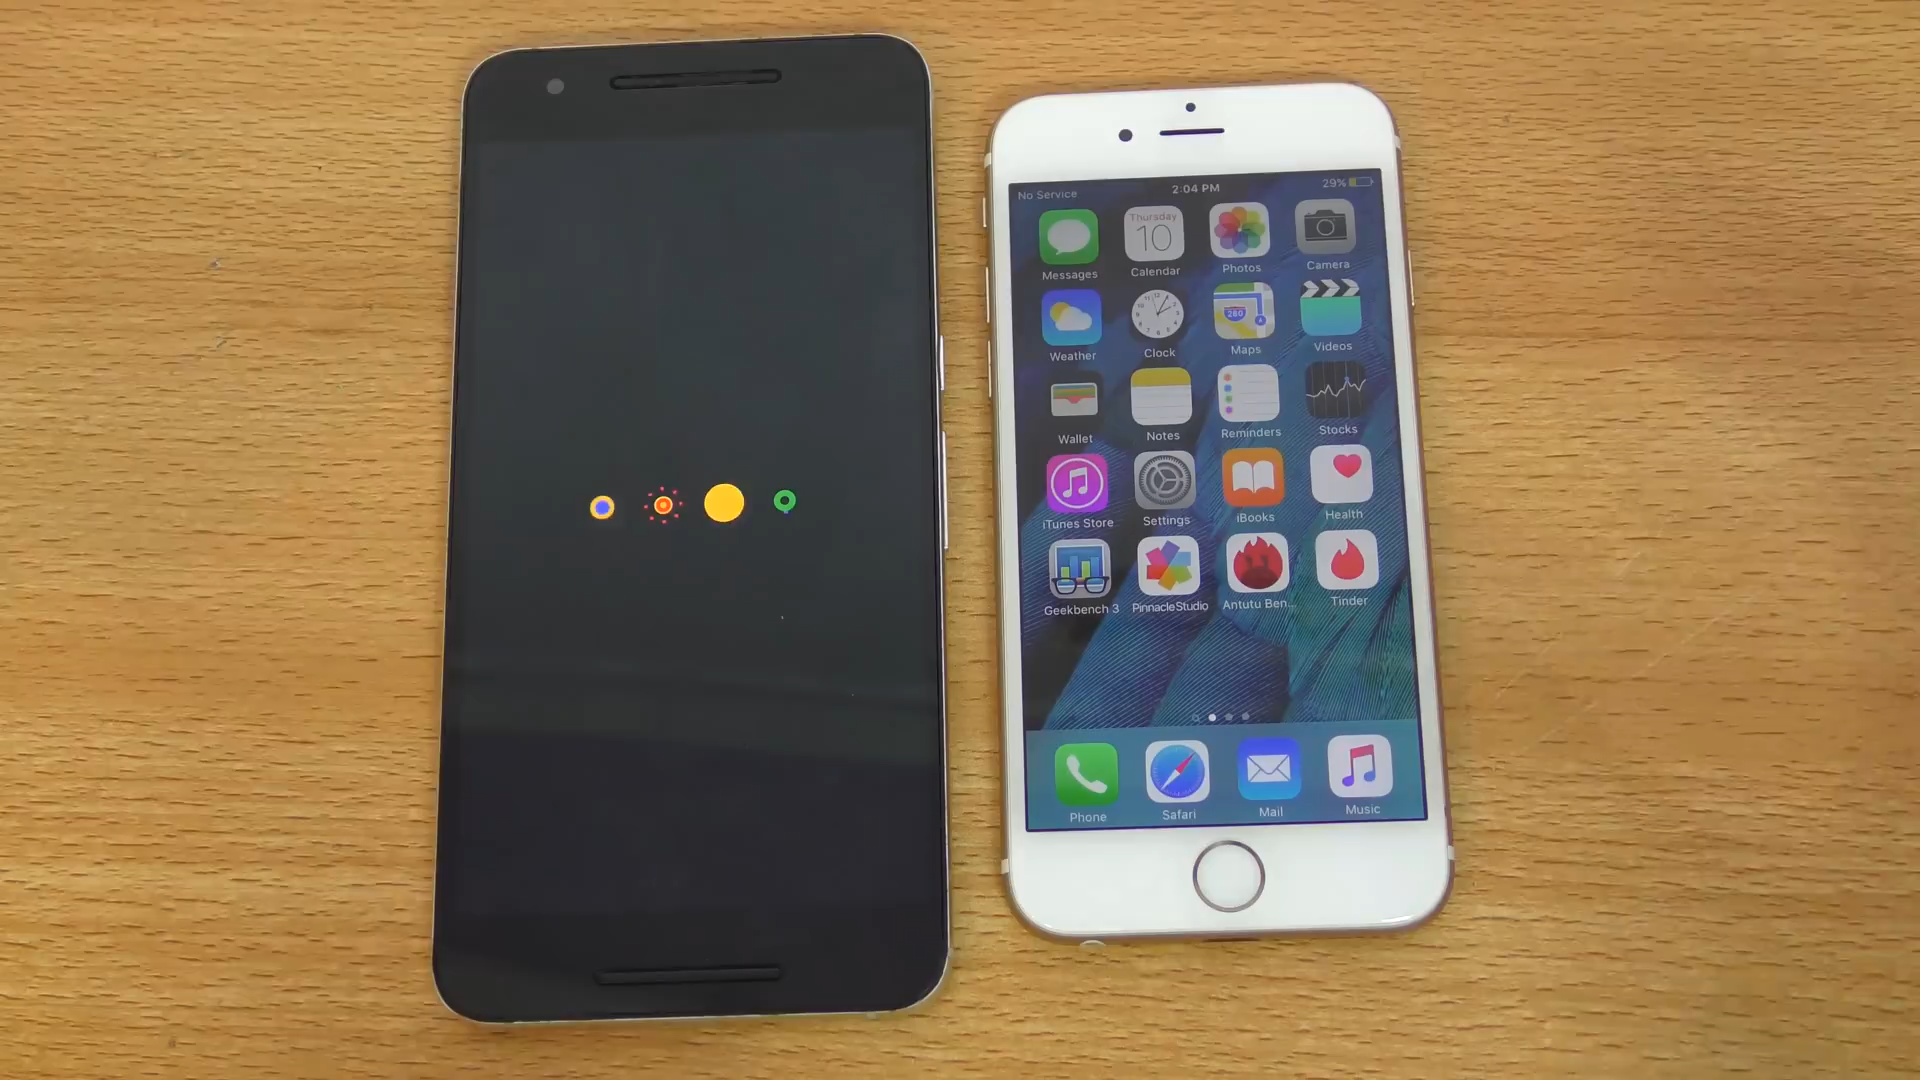 No Service 2:04 PM 29%
Thursday
10
Messages Calendar Photos Camera
280
Weather Clock Maps Videos
Wallet Notes Reminders Stocks
iTunes Store Settings iBooks Health
Geekbench 3 PinnacleStudio Antutu Ben... Tinder
Phone Safari Mail Music